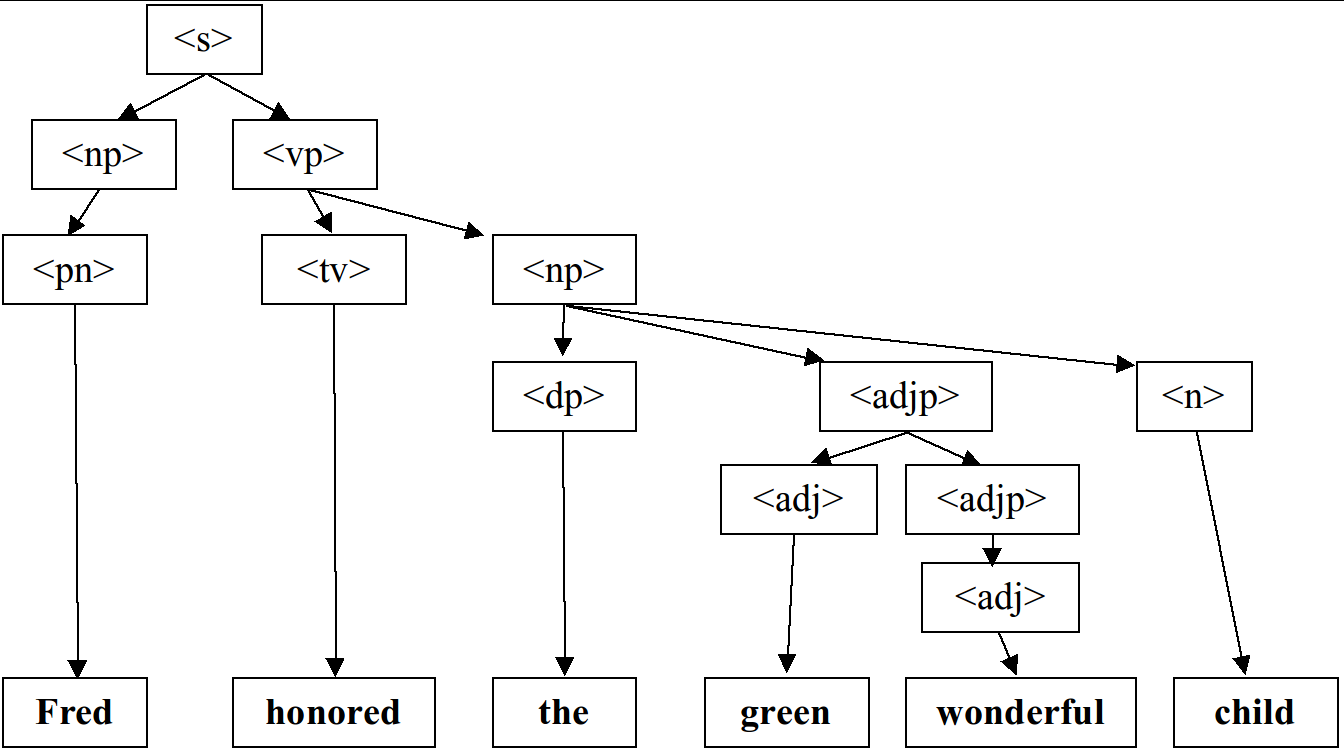 <s>
<np> <vp>
<pn> <tv> <np>
<dp> <adjp> <n>
<adj> <adjp>
<adj>
Fred honored the green wonderful child